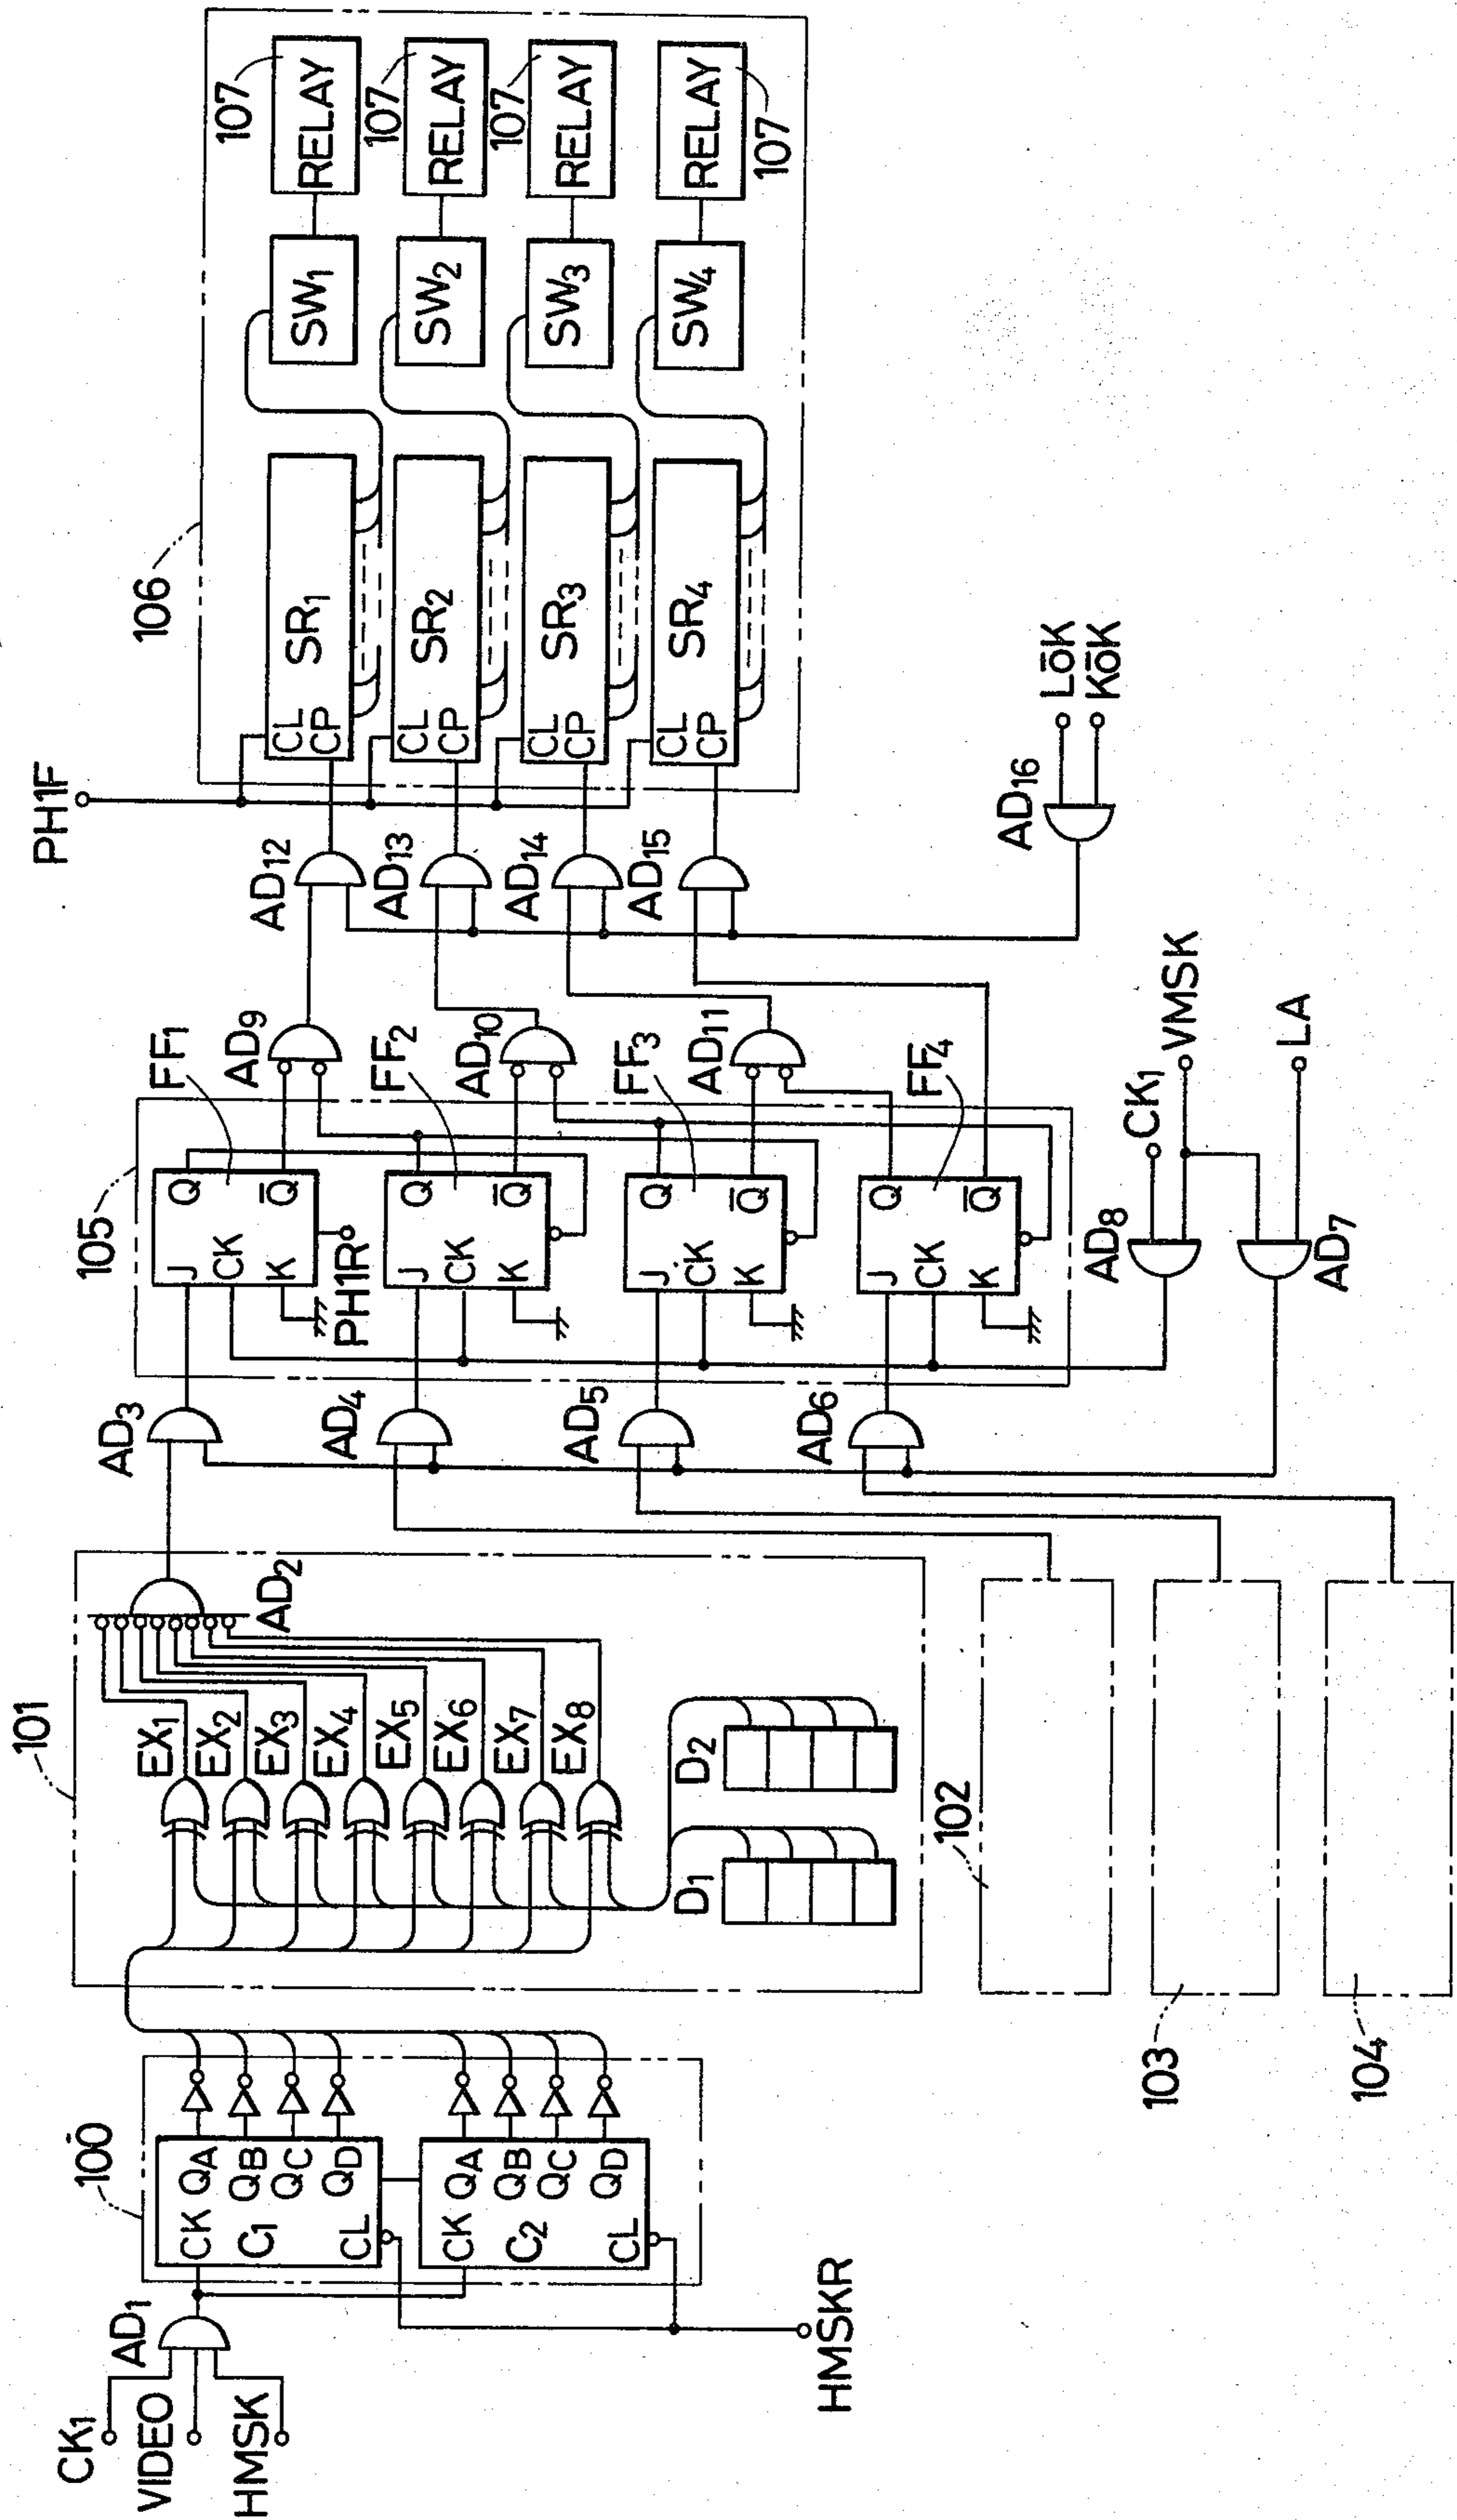 CK1
VIDEO
HMSK
AD1
100
CK QA
QB
C1 QC
CL QD
CK QA
QB
C2 QC
CL QD
HMSKR
101
EX1
EX2
EX3
EX4
EX5
EX6
EX7
EX8
AD2
D1
D2
102
103
104
AD3
AD4
AD5
AD6
105
J Q
CK
K Q̅
PH1R
FF1
J Q
CK
K Q̅
FF2
J Q
CK
K Q̅
FF3
J Q
CK
K Q̅
FF4
AD8
CK1
VMSK
AD7
LA
AD9
AD10
AD11
AD12
AD13
AD14
AD15
AD16
LōK
KōK
PH1F
106
CL
CP
SR1
SW1
RELAY
107
CL
CP
SR2
SW2
RELAY
107
CL
CP
SR3
SW3
RELAY
107
CL
CP
SR4
SW4
RELAY
107